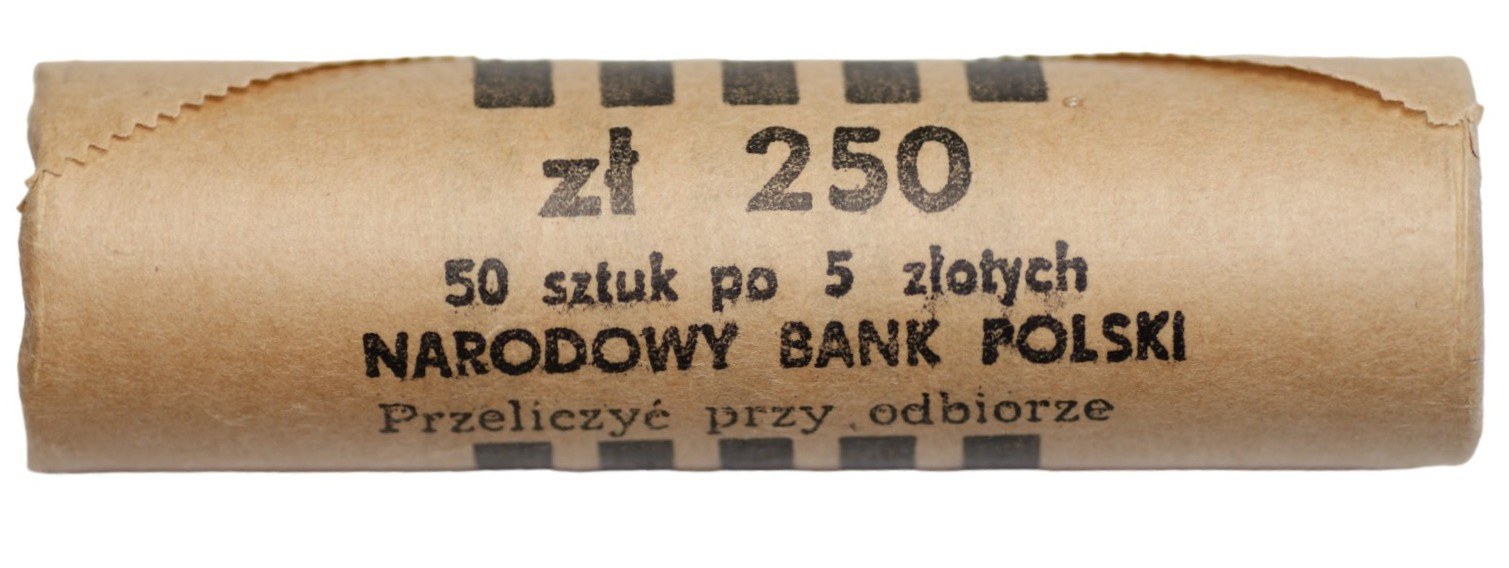 zł 250
50 sztuk po 5 złotych
NARODOWY BANK POLSKI
Przeliczyć przy odbiorze